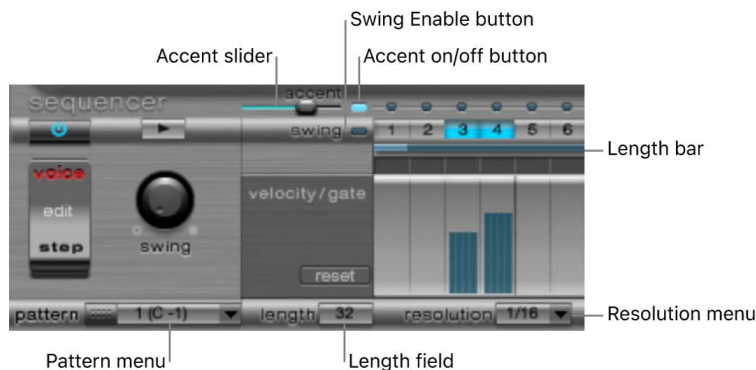 Swing Enable button
Accent slider
Accent on/off button
accent
sequencer
swing
1 2 3 4 5 6
Length bar
voice
velocity/gate
edit
step
swing
reset
pattern 1 (C -1) length 32 resolution 1/16
Resolution menu
Pattern menu
Length field